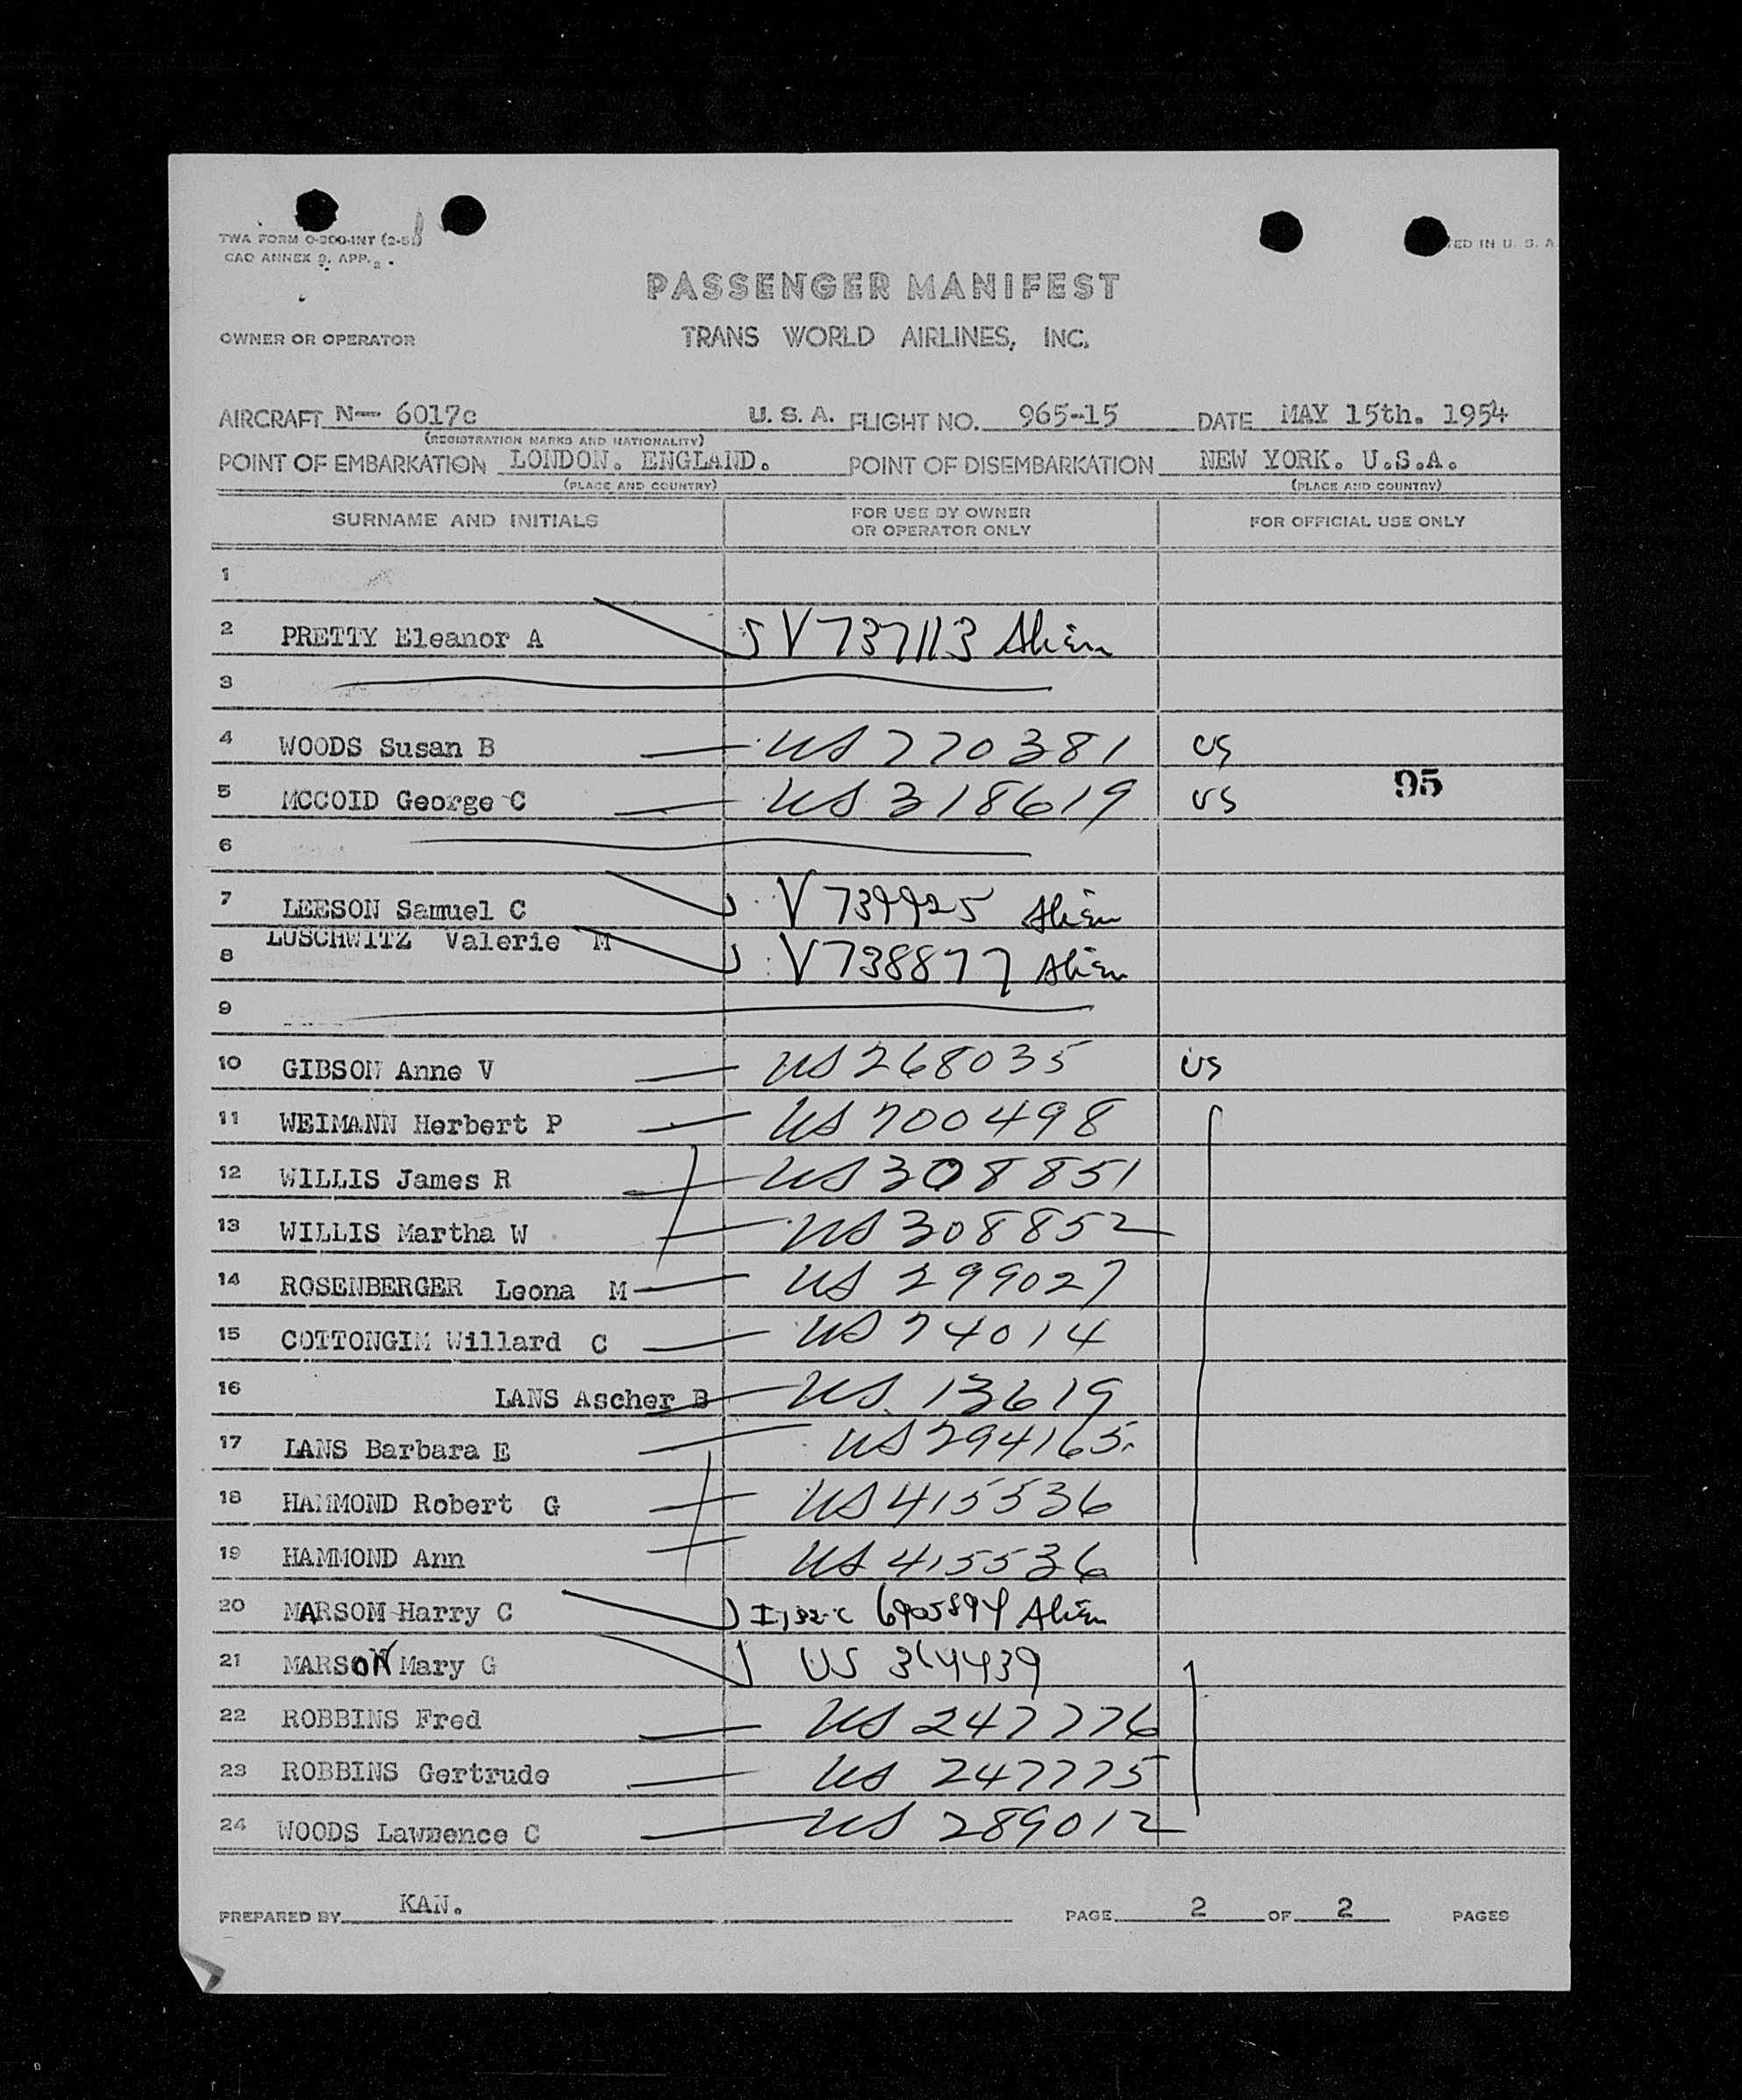 TWA FORM O-300-INT (2-51)
CAO ANNEX 9, APP. 2.
ED IN U. S. A.
PASSENGER MANIFEST
OWNER OR OPERATOR TRANS WORLD AIRLINES, INC.
AIRCRAFT N- 6017c U. S. A. FLIGHT NO. 965-15 DATE MAY 15th. 1954
(REGISTRATION MARKS AND NATIONALITY)
POINT OF EMBARKATION LONDON. ENGLAND. POINT OF DISEMBARKATION NEW YORK. U.S.A.
(PLACE AND COUNTRY) (PLACE AND COUNTRY)
SURNAME AND INITIALS FOR USE BY OWNER OR OPERATOR ONLY FOR OFFICIAL USE ONLY
1
2 PRETTY Eleanor A V737113 Alien
3
4 WOODS Susan B US 770381 US
5 MCCOID George C US 318619 US 95
6
7 LEESON Samuel C V 739925 Alien
8 LUSCHWITZ Valerie M V738877 Alien
9
10 GIBSON Anne V US 268035 US
11 WEIMANN Herbert P US 700498
12 WILLIS James R US 308851
13 WILLIS Martha W US 308852
14 ROSENBERGER Leona M US 299027
15 COTTONGIM Willard C US 74014
16 LANS Ascher B US 13619
17 LANS Barbara E US 294165
18 HAMMOND Robert G US 415536
19 HAMMOND Ann US 415536
20 MARSOM Harry C 6905894 Alien
21 MARSON Mary G US 364439
22 ROBBINS Fred US 247776
23 ROBBINS Gertrude US 247775
24 WOODS Lawrence C US 289012
PREPARED BY KAN. PAGE 2 OF 2 PAGES